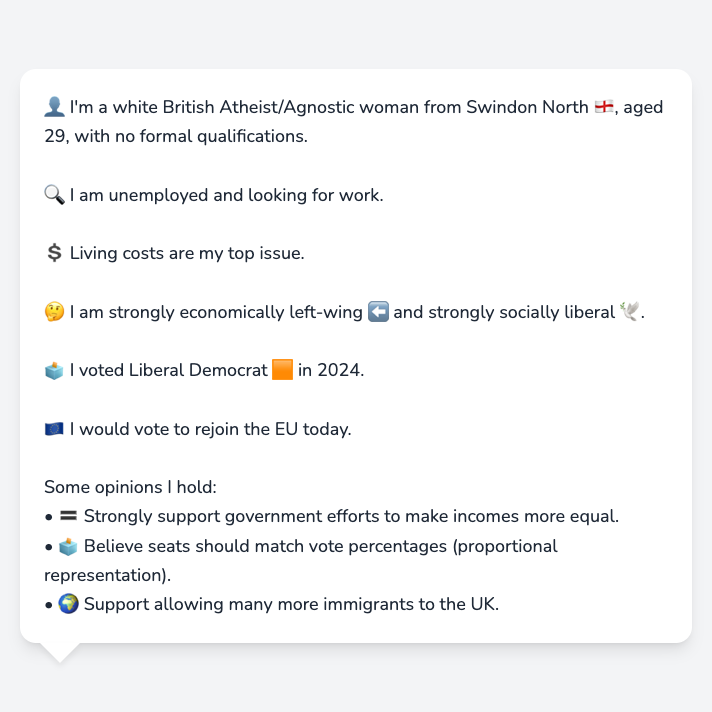 👤 I'm a white British Atheist/Agnostic woman from Swindon North 🏴󠁧󠁢󠁥󠁮󠁧󠁿, aged
29, with no formal qualifications.
🔍 I am unemployed and looking for work.
💲 Living costs are my top issue.
🤔 I am strongly economically left-wing ⬅️ and strongly socially liberal 🕊️.
🗳️ I voted Liberal Democrat 🟧 in 2024.
🇪🇺 I would vote to rejoin the EU today.
Some opinions I hold:
• 🟰 Strongly support government efforts to make incomes more equal.
• 🗳️ Believe seats should match vote percentages (proportional
representation).
• 🌍 Support allowing many more immigrants to the UK.